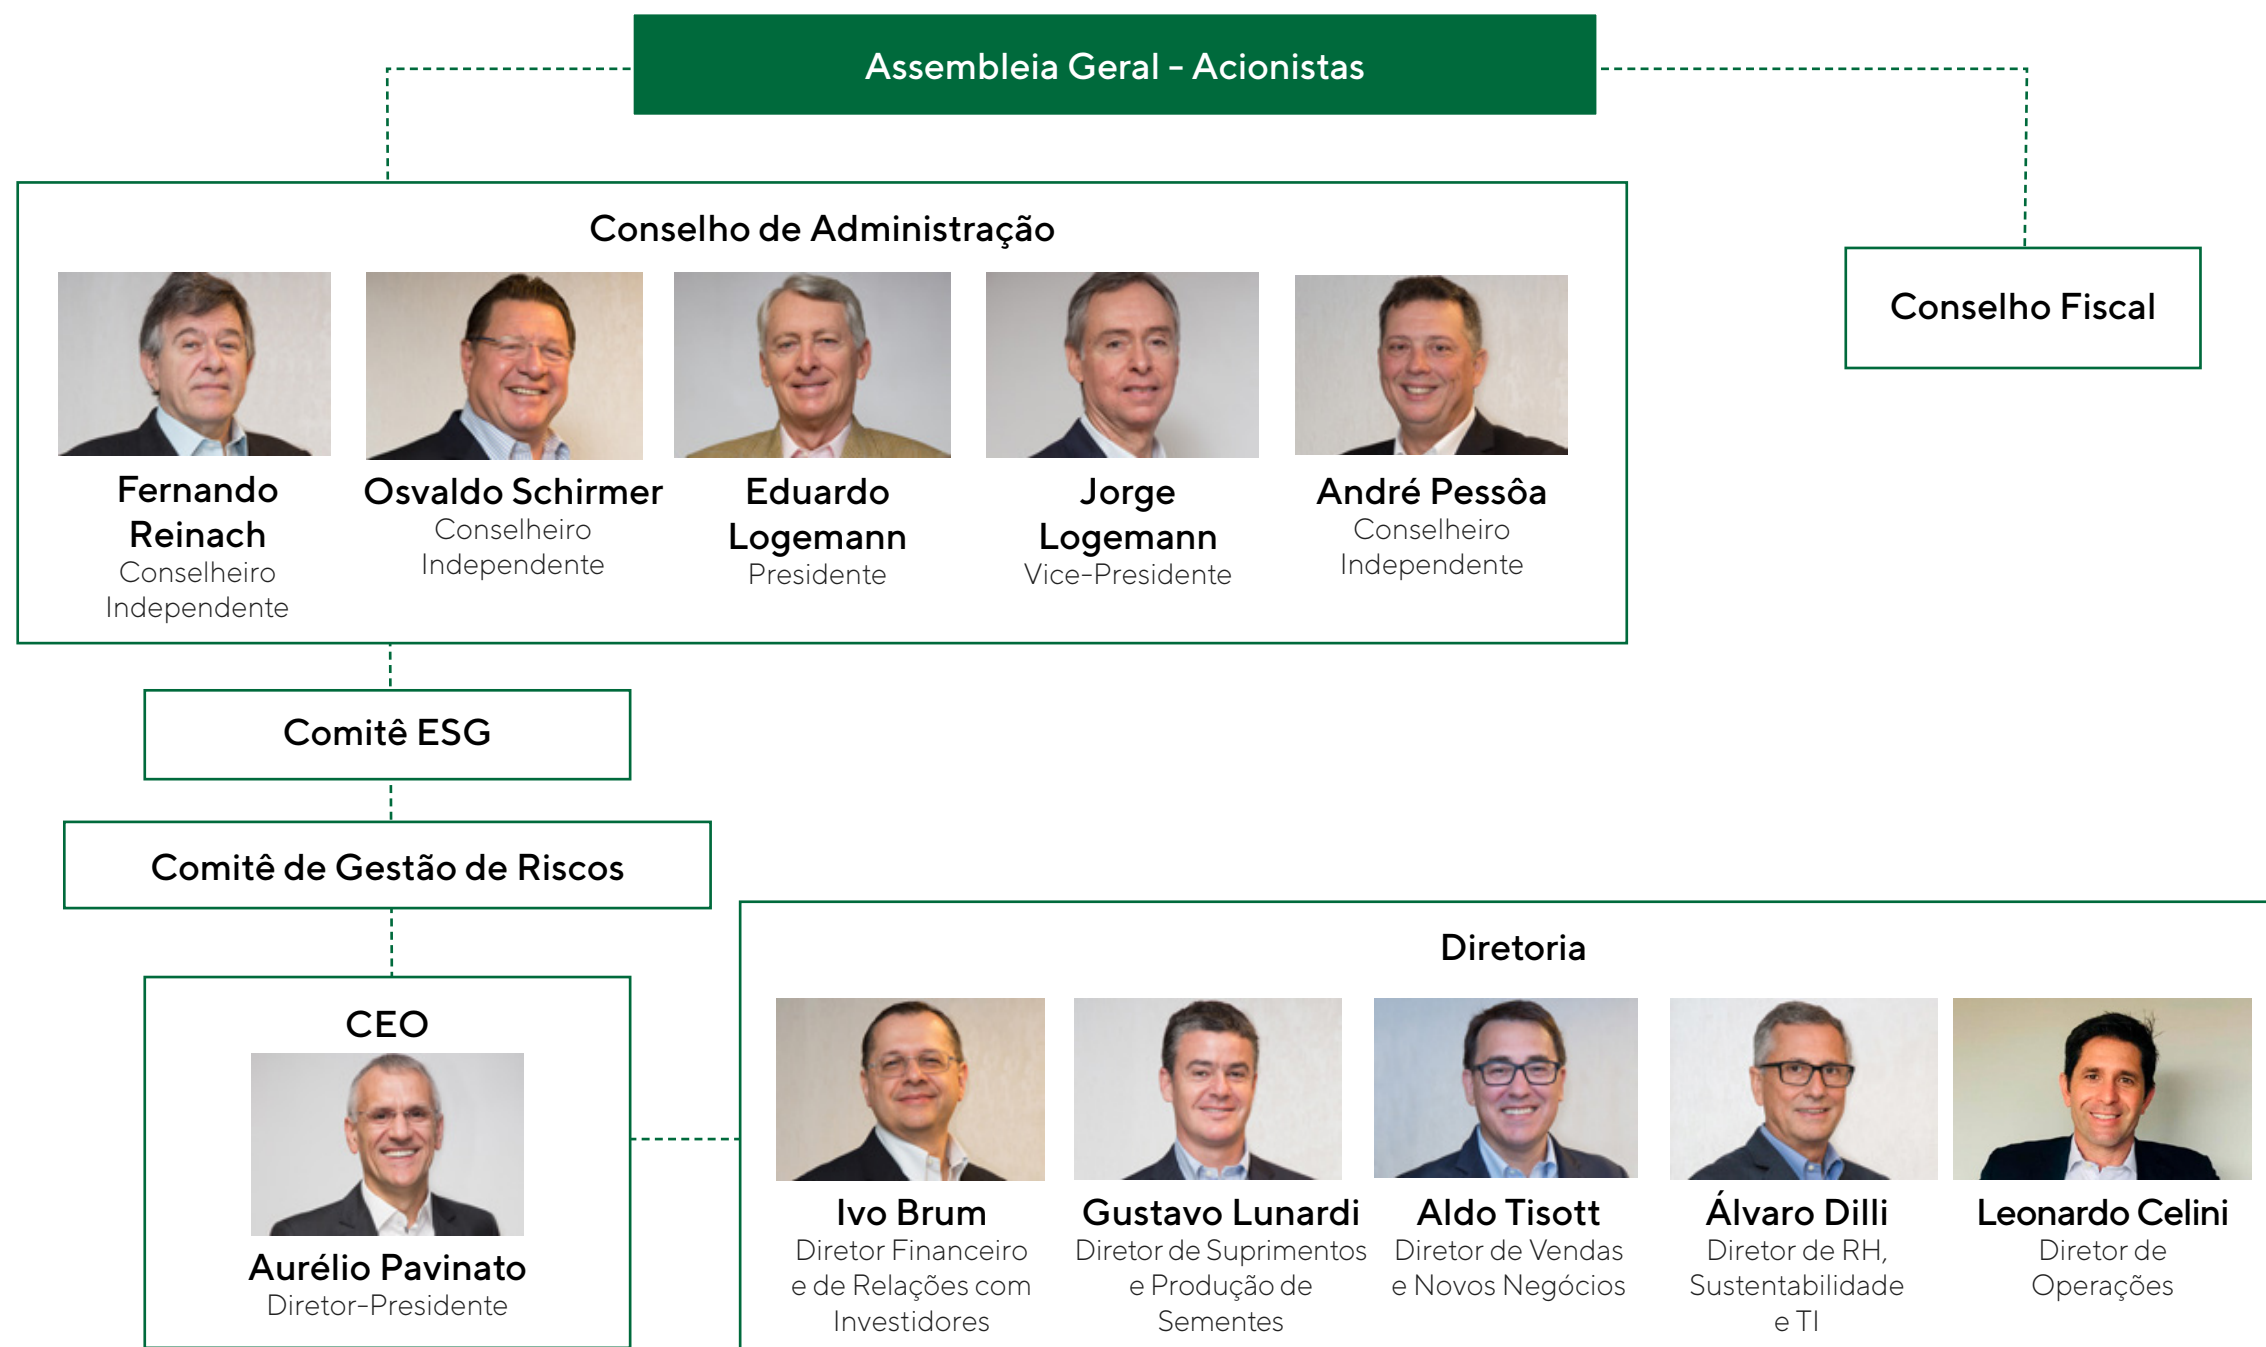 Assembleia Geral - Acionistas
Conselho de Administração
Fernando
Reinach
Conselheiro
Independente
Osvaldo Schirmer
Conselheiro
Independente
Eduardo
Logemann
Presidente
Jorge
Logemann
Vice-Presidente
André Pessôa
Conselheiro
Independente
Conselho Fiscal
Comitê ESG
Comitê de Gestão de Riscos
CEO
Aurélio Pavinato
Diretor-Presidente
Diretoria
Ivo Brum
Diretor Financeiro
e de Relações com
Investidores
Gustavo Lunardi
Diretor de Suprimentos
e Produção de
Sementes
Aldo Tisott
Diretor de Vendas
e Novos Negócios
Álvaro Dilli
Diretor de RH,
Sustentabilidade
e TI
Leonardo Celini
Diretor de
Operações